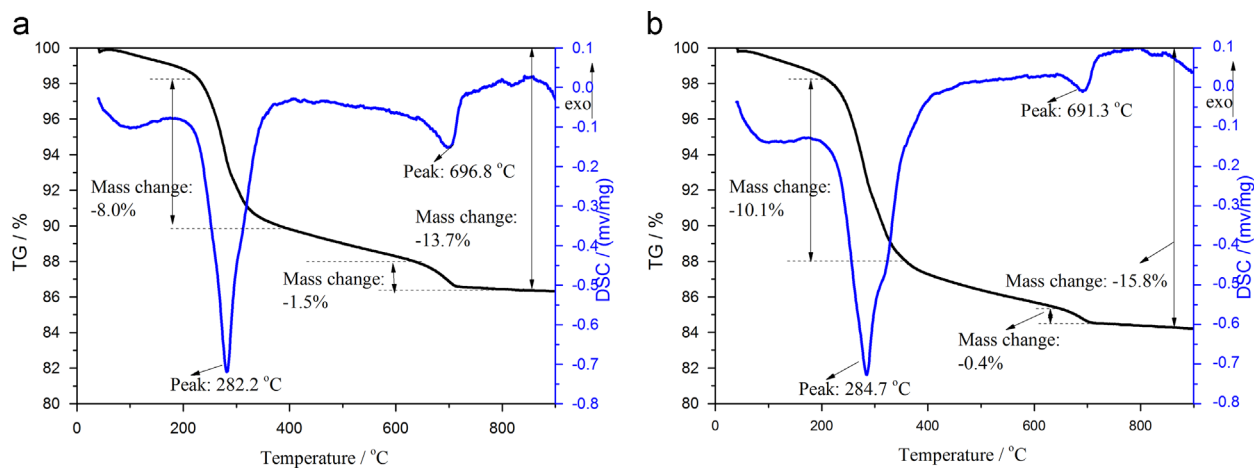 a
100
98
96
94
92
90
88
86
84
82
80
TG / %
0
200
400
600
800
Temperature / °C
0.1
0.0
-0.1
-0.2
-0.3
-0.4
-0.5
-0.6
-0.7
-0.8
DSC / (mv/mg)
exo
Mass change:
-8.0%
Peak: 696.8 °C
Mass change:
-13.7%
Mass change:
-1.5%
Peak: 282.2 °C
b
100
98
96
94
92
90
88
86
84
82
80
TG / %
0
200
400
600
800
Temperature / °C
0.1
0.0
-0.1
-0.2
-0.3
-0.4
-0.5
-0.6
-0.7
-0.8
DSC / (mv/mg)
exo
Peak: 691.3 °C
Mass change:
-10.1%
Mass change: -15.8%
Mass change:
-0.4%
Peak: 284.7 °C